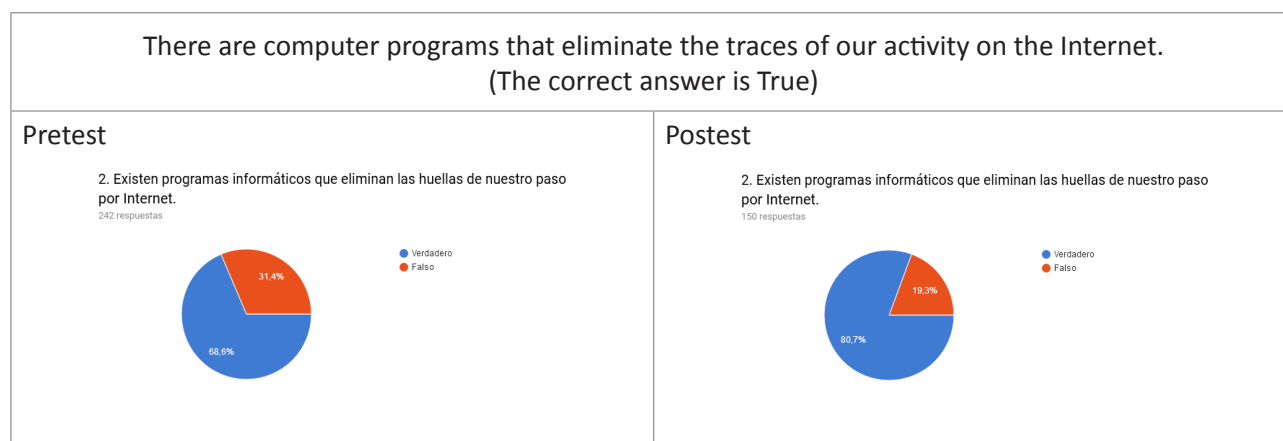 There are computer programs that eliminate the traces of our activity on the Internet.
(The correct answer is True)
Pretest
2. Existen programas informáticos que eliminan las huellas de nuestro paso
por Internet.
242 respuestas
Verdadero
Falso
31,4%
68,6%
Postest
2. Existen programas informáticos que eliminan las huellas de nuestro paso
por Internet.
150 respuestas
Verdadero
Falso
19,3%
80,7%